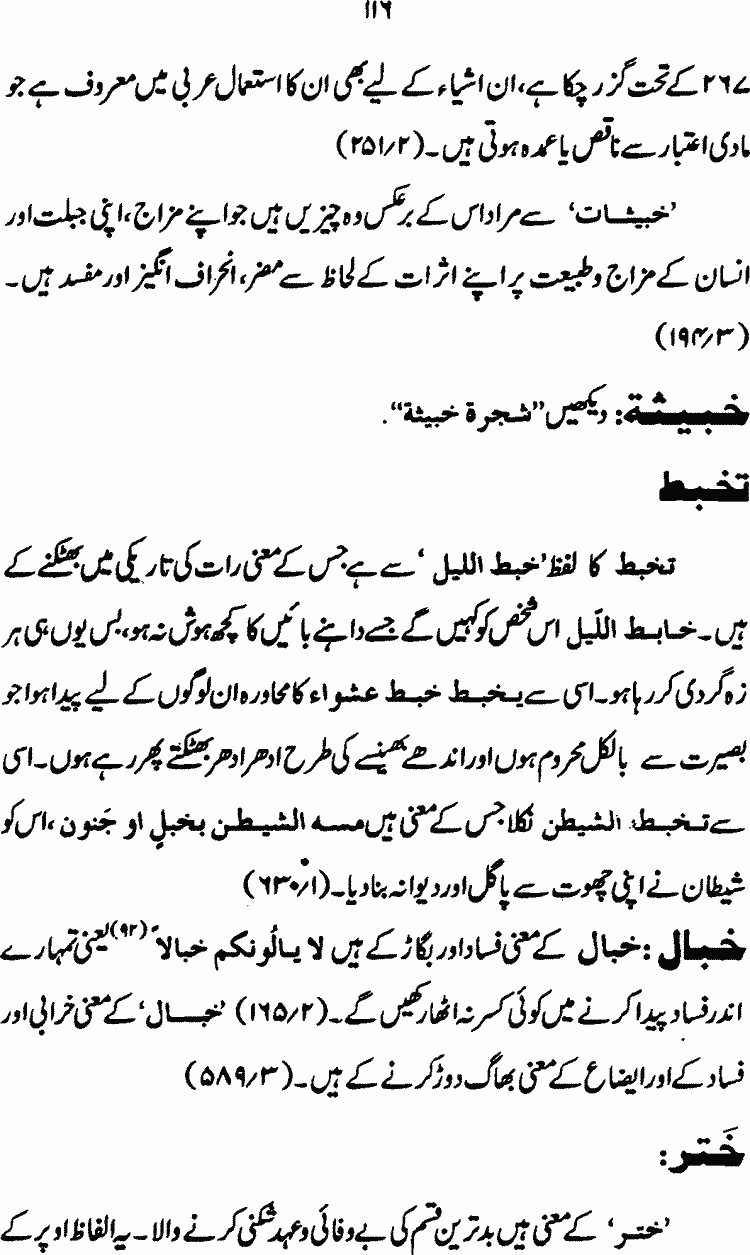 ۱۱۶
۲۶۷ کے تحت گزر چکا ہے، ان اشیاء کے لیے بھی ان کا استعمال عربی میں معروف ہے جو
مادی اعتبار سے ناقص یا عمدہ ہوتی ہیں۔ (۲؍۲۵۱)
’خبیثات‘ سے مراد اس کے برعکس وہ چیزیں ہیں جو اپنے مزاج، اپنی جبلت اور
انسان کے مزاج و طبیعت پر اپنے اثرات کے لحاظ سے مضر، انحراف انگیز اور مفسد ہیں۔
(۳؍۱۹۴)
خبیثة: دیکھیں ”شجرة خبیثة“.
تخبط
تخبط کا لفظ ’خبط اللیل‘ سے ہے جس کے معنی رات کی تاریکی میں بھٹکنے کے
ہیں۔ خابط اللّیل اس شخص کو کہیں گے جسے داہنے بائیں کا کچھ ہوش نہ ہو، بس یوں ہی ہر
زہ گردی کر رہا ہو۔ اسی سے یخبط خبط عشواء کا محاورہ ان لوگوں کے لیے پیدا ہوا جو
بصیرت سے بالکل محروم ہوں اور اندھے بھینسے کی طرح ادھر ادھر بھٹکتے پھر رہے ہوں۔ اسی
سے تخبطہ الشیطن نکلا جس کے معنی ہیں مسه الشیطن بخبلٍ او جَنون، اس کو
شیطان نے اپنی چھوت سے پاگل اور دیوانہ بنا دیا۔ (۱؍۶۳۰)
خبال: خبال کے معنی فساد اور بگاڑ کے ہیں لا یالُونکم خبالاً (۹۲) یعنی تمہارے
اندر فساد پیدا کرنے میں کوئی کسر نہ اٹھا رکھیں گے۔ (۲؍۱۶۵) ’خبال‘ کے معنی خرابی اور
فساد کے اور ایضاع کے معنی بھاگ دوڑ کرنے کے ہیں۔ (۳؍۵۸۹)
خَتر:
’ختر‘ کے معنی ہیں بدترین قسم کی بے وفائی و عہد شکنی کرنے والا۔ یہ الفاظ اوپر کے